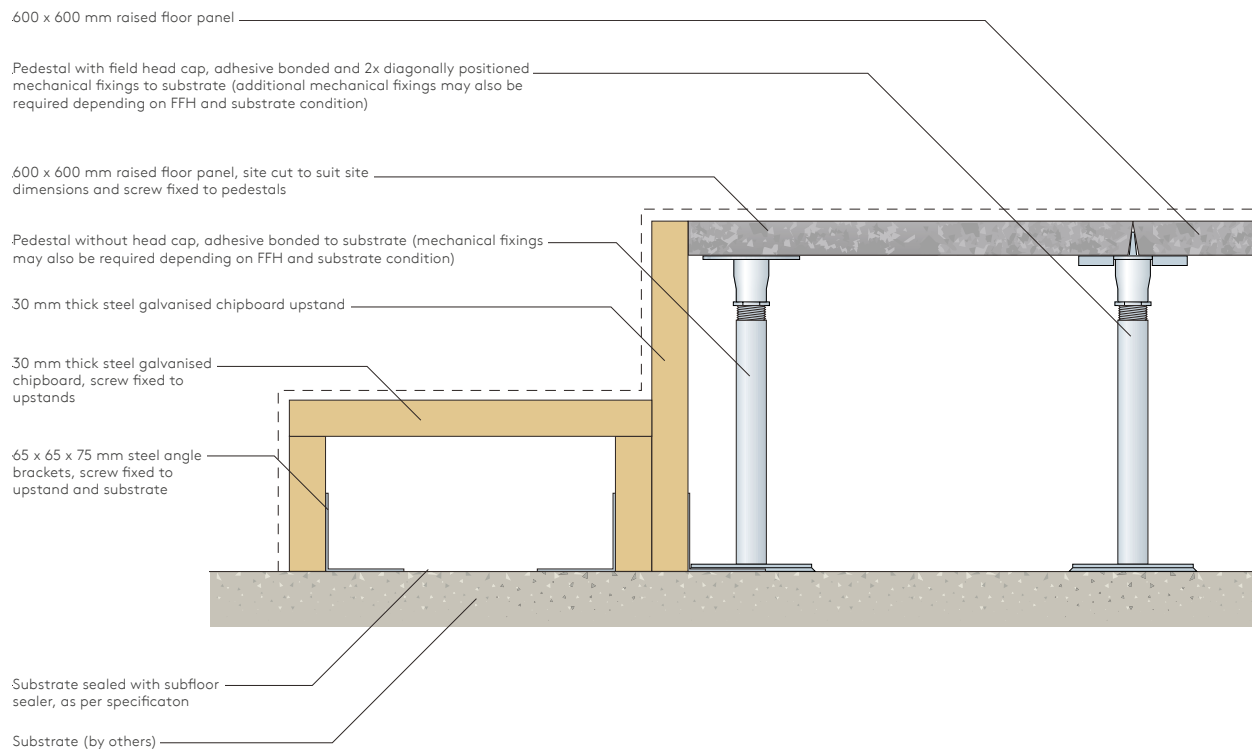 600 x 600 mm raised floor panel
Pedestal with field head cap, adhesive bonded and 2x diagonally positioned
mechanical fixings to substrate (additional mechanical fixings may also be
required depending on FFH and substrate condition)
600 x 600 mm raised floor panel, site cut to suit site
dimensions and screw fixed to pedestals
Pedestal without head cap, adhesive bonded to substrate (mechanical fixings
may also be required depending on FFH and substrate condition)
30 mm thick steel galvanised chipboard upstand
30 mm thick steel galvanised
chipboard, screw fixed to
upstands
65 x 65 x 75 mm steel angle
brackets, screw fixed to
upstand and substrate
Substrate sealed with subfloor
sealer, as per specificaton
Substrate (by others)